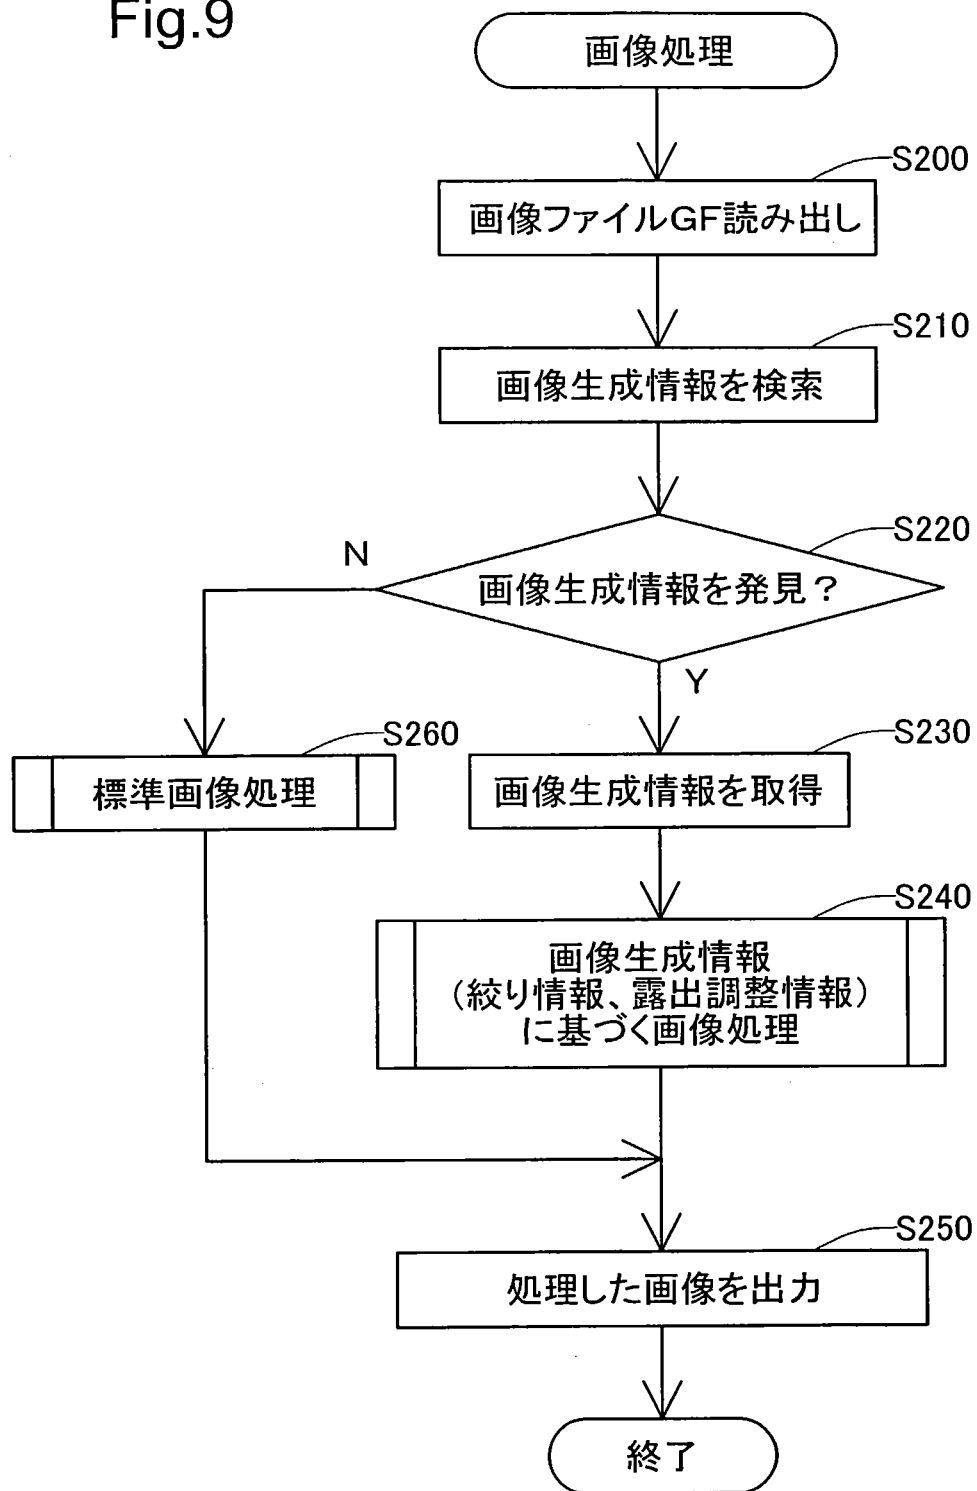 Fig.9
画像処理
S200
画像ファイルGF読み出し
S210
画像生成情報を検索
S220
N
画像生成情報を発見？
Y
S260
S230
標準画像処理
画像生成情報を取得
S240
画像生成情報
（絞り情報、露出調整情報）
に基づく画像処理
S250
処理した画像を出力
終了